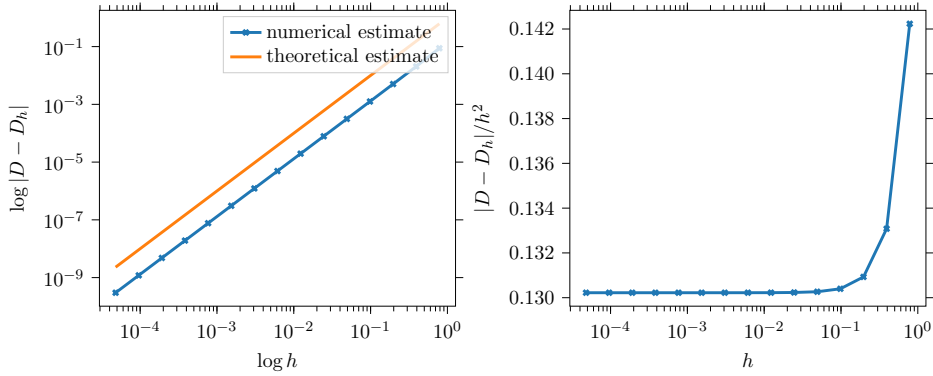 numerical estimate
theoretical estimate
log |D − D_h|
10^{−1}
10^{−3}
10^{−5}
10^{−7}
10^{−9}
10^{−4} 10^{−3} 10^{−2} 10^{−1} 10^{0}
log h
|D − D_h|/h^2
0.142
0.140
0.138
0.136
0.134
0.132
0.130
10^{−4} 10^{−3} 10^{−2} 10^{−1} 10^{0}
h